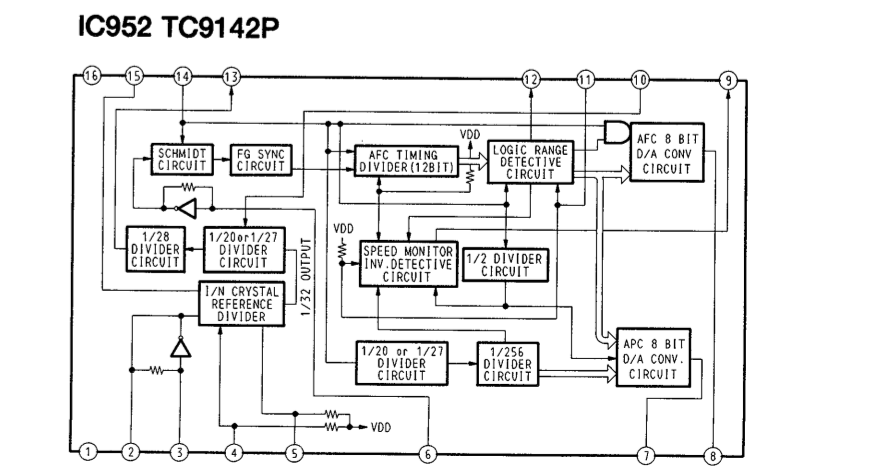 IC952 TC9142P
16 15 14 13 12 11 10 9
VDD
SCHMIDT
CIRCUIT
FG SYNC
CIRCUIT
AFC TIMING
DIVIDER(12BIT)
LOGIC RANGE
DETECTIVE
CIRCUIT
AFC 8 BIT
D/A CONV
CIRCUIT
1/28
DIVIDER
CIRCUIT
1/20or1/27
DIVIDER
CIRCUIT
1/32 OUTPUT
VDD
SPEED MONITOR
INV.DETECTIVE
CIRCUIT
1/2 DIVIDER
CIRCUIT
I/N CRYSTAL
REFERENCE
DIVIDER
1/20 or 1/27
DIVIDER
CIRCUIT
1/256
DIVIDER
CIRCUIT
APC 8 BIT
D/A CONV.
CIRCUIT
VDD
1 2 3 4 5 6 7 8